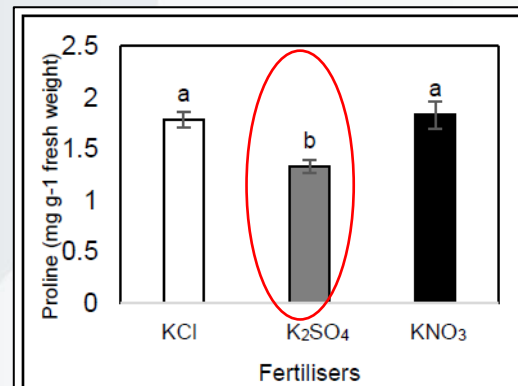 2.5
2
1.5
1
0.5
0
Proline (mg g-1 fresh weight)
a
b
a
KCl
K₂SO₄
KNO₃
Fertilisers